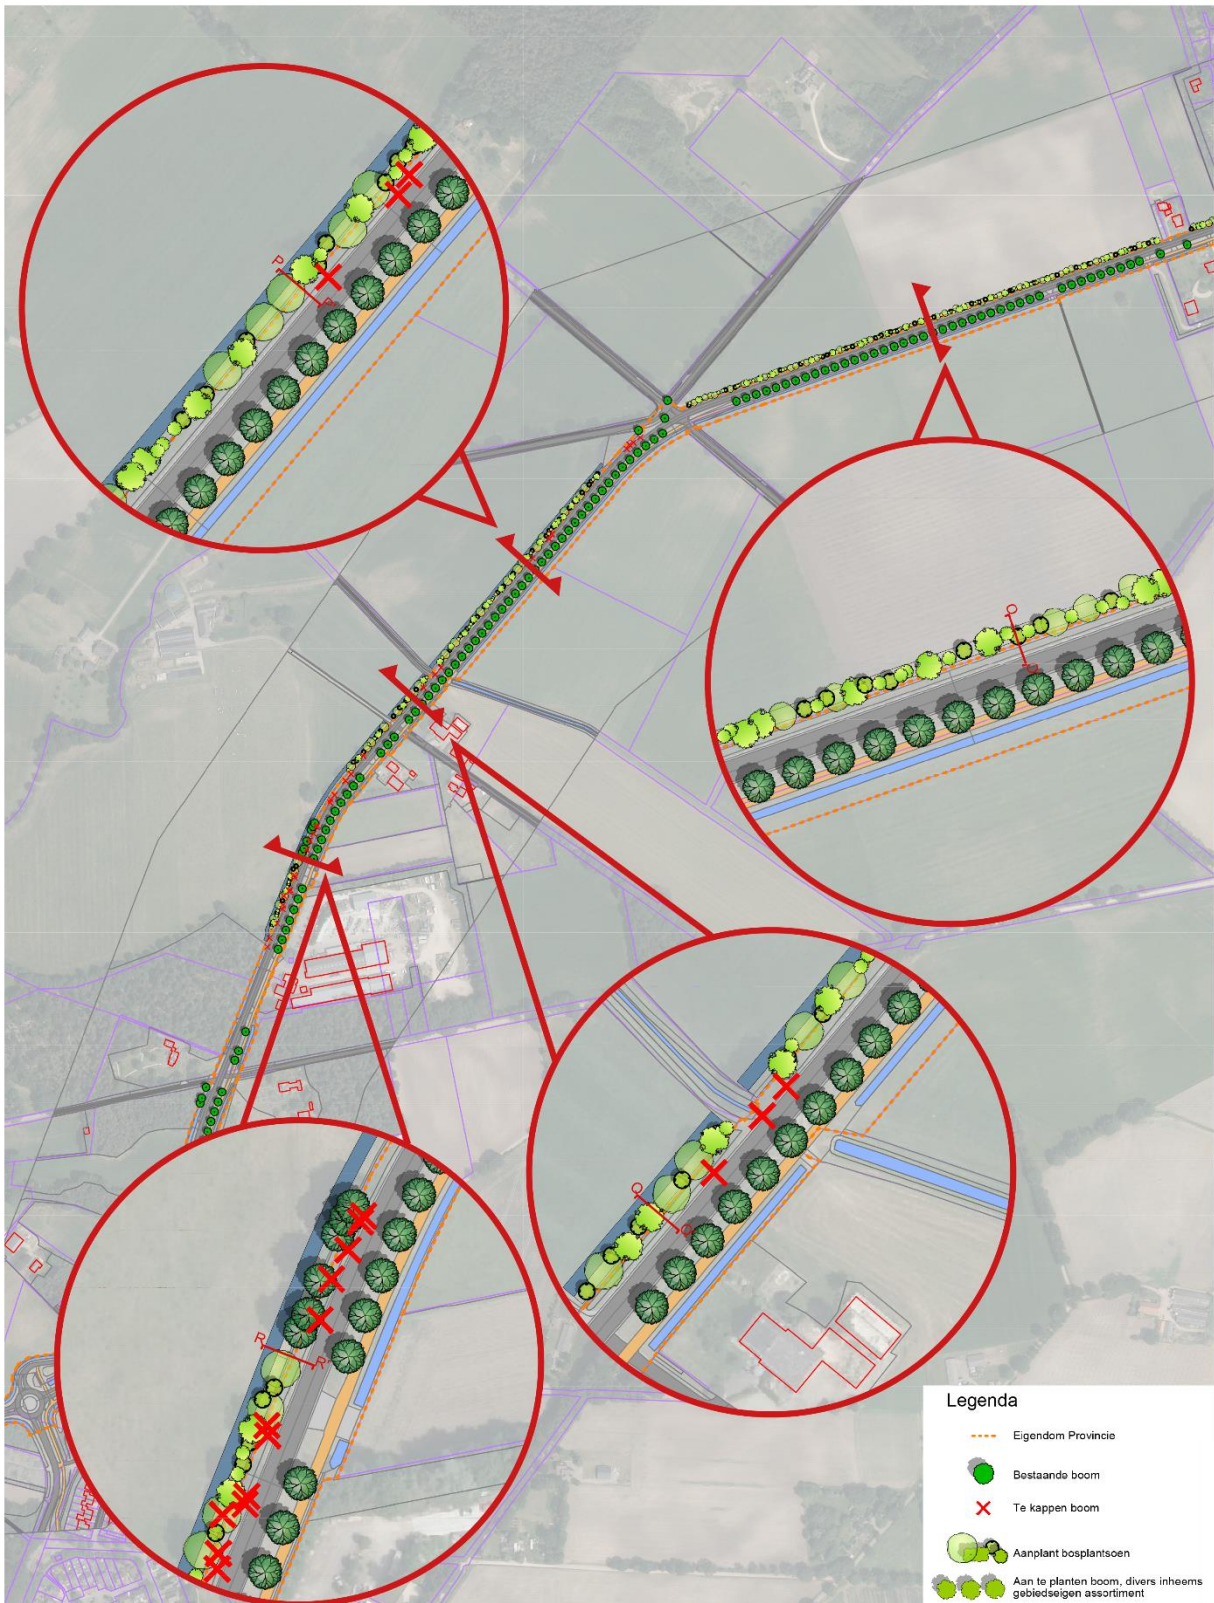 P
P
Q
Q
Q
R
R'
Legenda
Eigendom Provincie
Bestaande boom
Te kappen boom
Aanplant bosplantsoen
Aan te planten boom, divers inheems
gebiedseigen assortiment